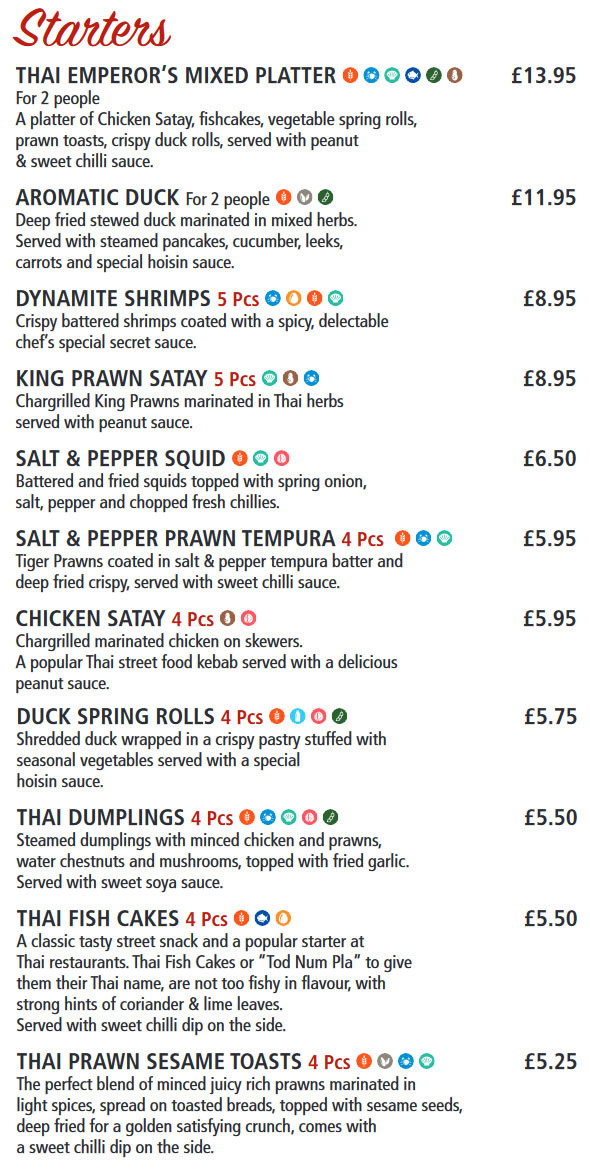 Starters
THAI EMPEROR'S MIXED PLATTER £13.95
For 2 people
A platter of Chicken Satay, fishcakes, vegetable spring rolls,
prawn toasts, crispy duck rolls, served with peanut
& sweet chilli sauce.
AROMATIC DUCK For 2 people £11.95
Deep fried stewed duck marinated in mixed herbs.
Served with steamed pancakes, cucumber, leeks,
carrots and special hoisin sauce.
DYNAMITE SHRIMPS 5 Pcs £8.95
Crispy battered shrimps coated with a spicy, delectable
chef's special secret sauce.
KING PRAWN SATAY 5 Pcs £8.95
Chargrilled King Prawns marinated in Thai herbs
served with peanut sauce.
SALT & PEPPER SQUID £6.50
Battered and fried squids topped with spring onion,
salt, pepper and chopped fresh chillies.
SALT & PEPPER PRAWN TEMPURA 4 Pcs £5.95
Tiger Prawns coated in salt & pepper tempura batter and
deep fried crispy, served with sweet chilli sauce.
CHICKEN SATAY 4 Pcs £5.95
Chargrilled marinated chicken on skewers.
A popular Thai street food kebab served with a delicious
peanut sauce.
DUCK SPRING ROLLS 4 Pcs £5.75
Shredded duck wrapped in a crispy pastry stuffed with
seasonal vegetables served with a special
hoisin sauce.
THAI DUMPLINGS 4 Pcs £5.50
Steamed dumplings with minced chicken and prawns,
water chestnuts and mushrooms, topped with fried garlic.
Served with sweet soya sauce.
THAI FISH CAKES 4 Pcs £5.50
A classic tasty street snack and a popular starter at
Thai restaurants. Thai Fish Cakes or “Tod Num Pla” to give
them their Thai name, are not too fishy in flavour, with
strong hints of coriander & lime leaves.
Served with sweet chilli dip on the side.
THAI PRAWN SESAME TOASTS 4 Pcs £5.25
The perfect blend of minced juicy rich prawns marinated in
light spices, spread on toasted breads, topped with sesame seeds,
deep fried for a golden satisfying crunch, comes with
a sweet chilli dip on the side.